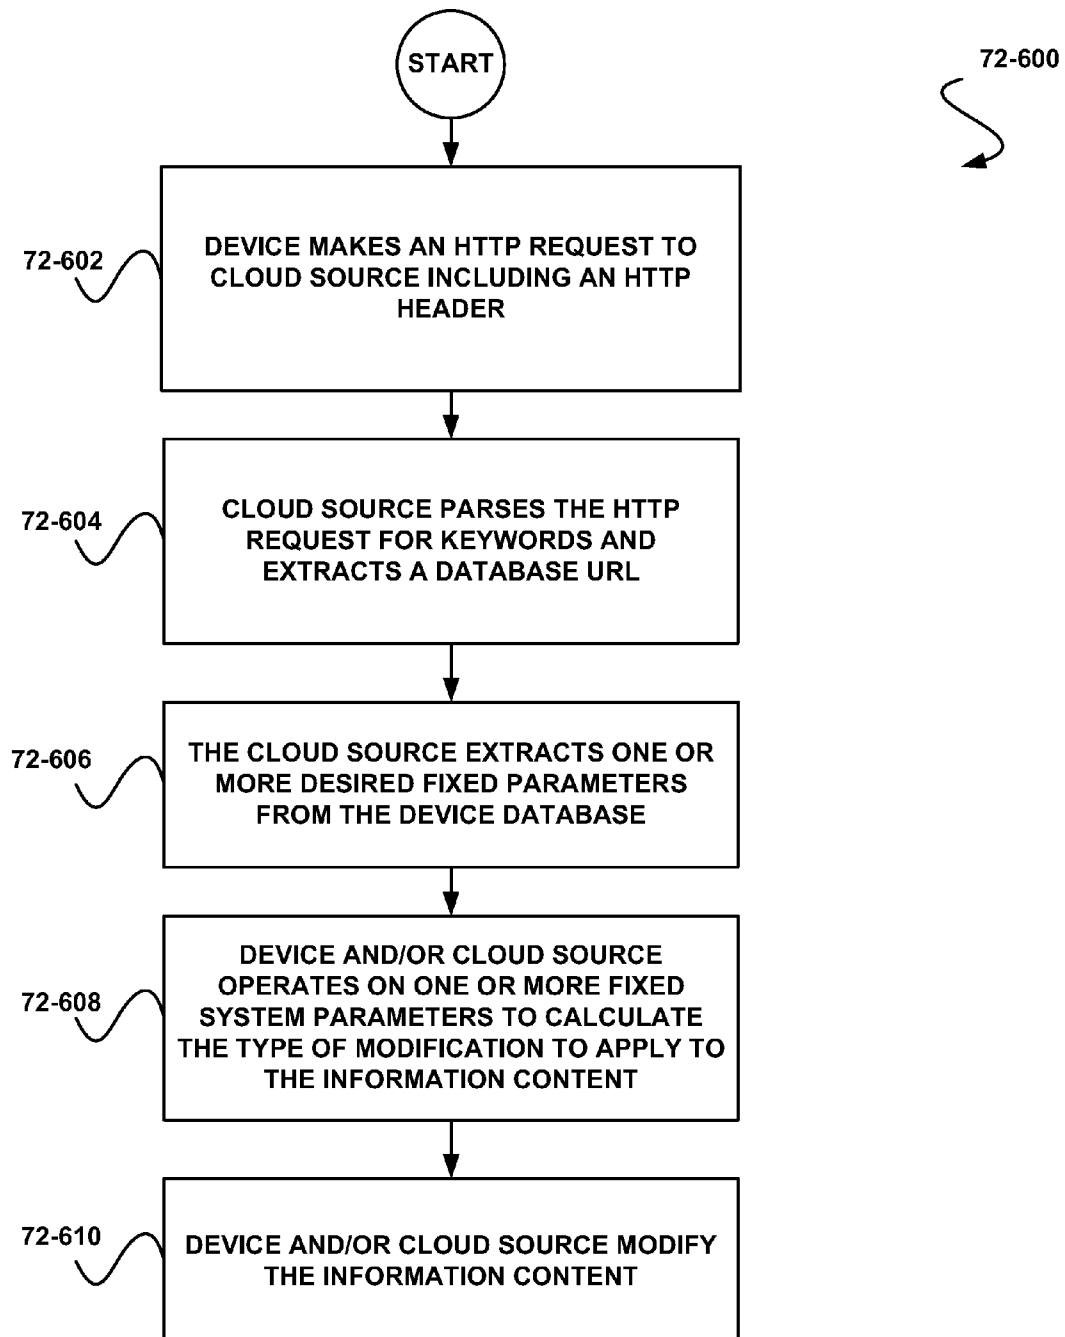 START
72-600
72-602
DEVICE MAKES AN HTTP REQUEST TO
CLOUD SOURCE INCLUDING AN HTTP
HEADER
72-604
CLOUD SOURCE PARSES THE HTTP
REQUEST FOR KEYWORDS AND
EXTRACTS A DATABASE URL
72-606
THE CLOUD SOURCE EXTRACTS ONE OR
MORE DESIRED FIXED PARAMETERS
FROM THE DEVICE DATABASE
72-608
DEVICE AND/OR CLOUD SOURCE
OPERATES ON ONE OR MORE FIXED
SYSTEM PARAMETERS TO CALCULATE
THE TYPE OF MODIFICATION TO APPLY TO
THE INFORMATION CONTENT
72-610
DEVICE AND/OR CLOUD SOURCE MODIFY
THE INFORMATION CONTENT